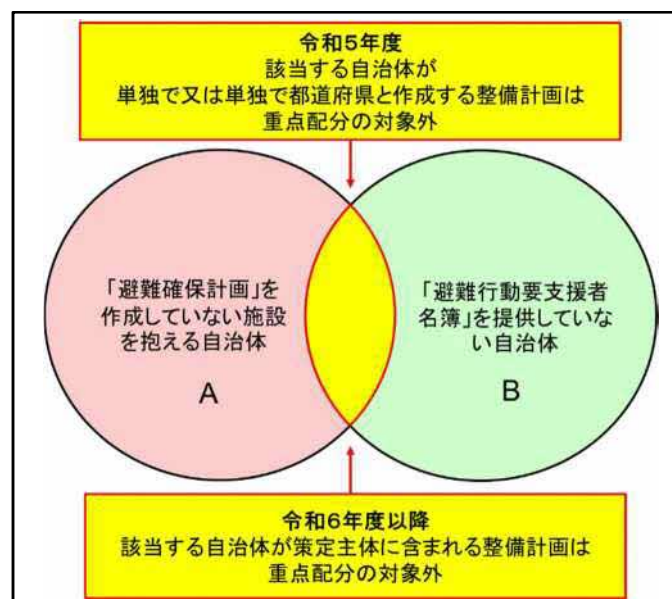 令和5年度
該当する自治体が
単独で又は単独で都道府県と作成する整備計画は
重点配分の対象外
「避難確保計画」を
作成していない施設
を抱える自治体
A
「避難行動要支援者
名簿」を提供していな
い自治体
B
令和6年度以降
該当する自治体が策定主体に含まれる整備計画は
重点配分の対象外